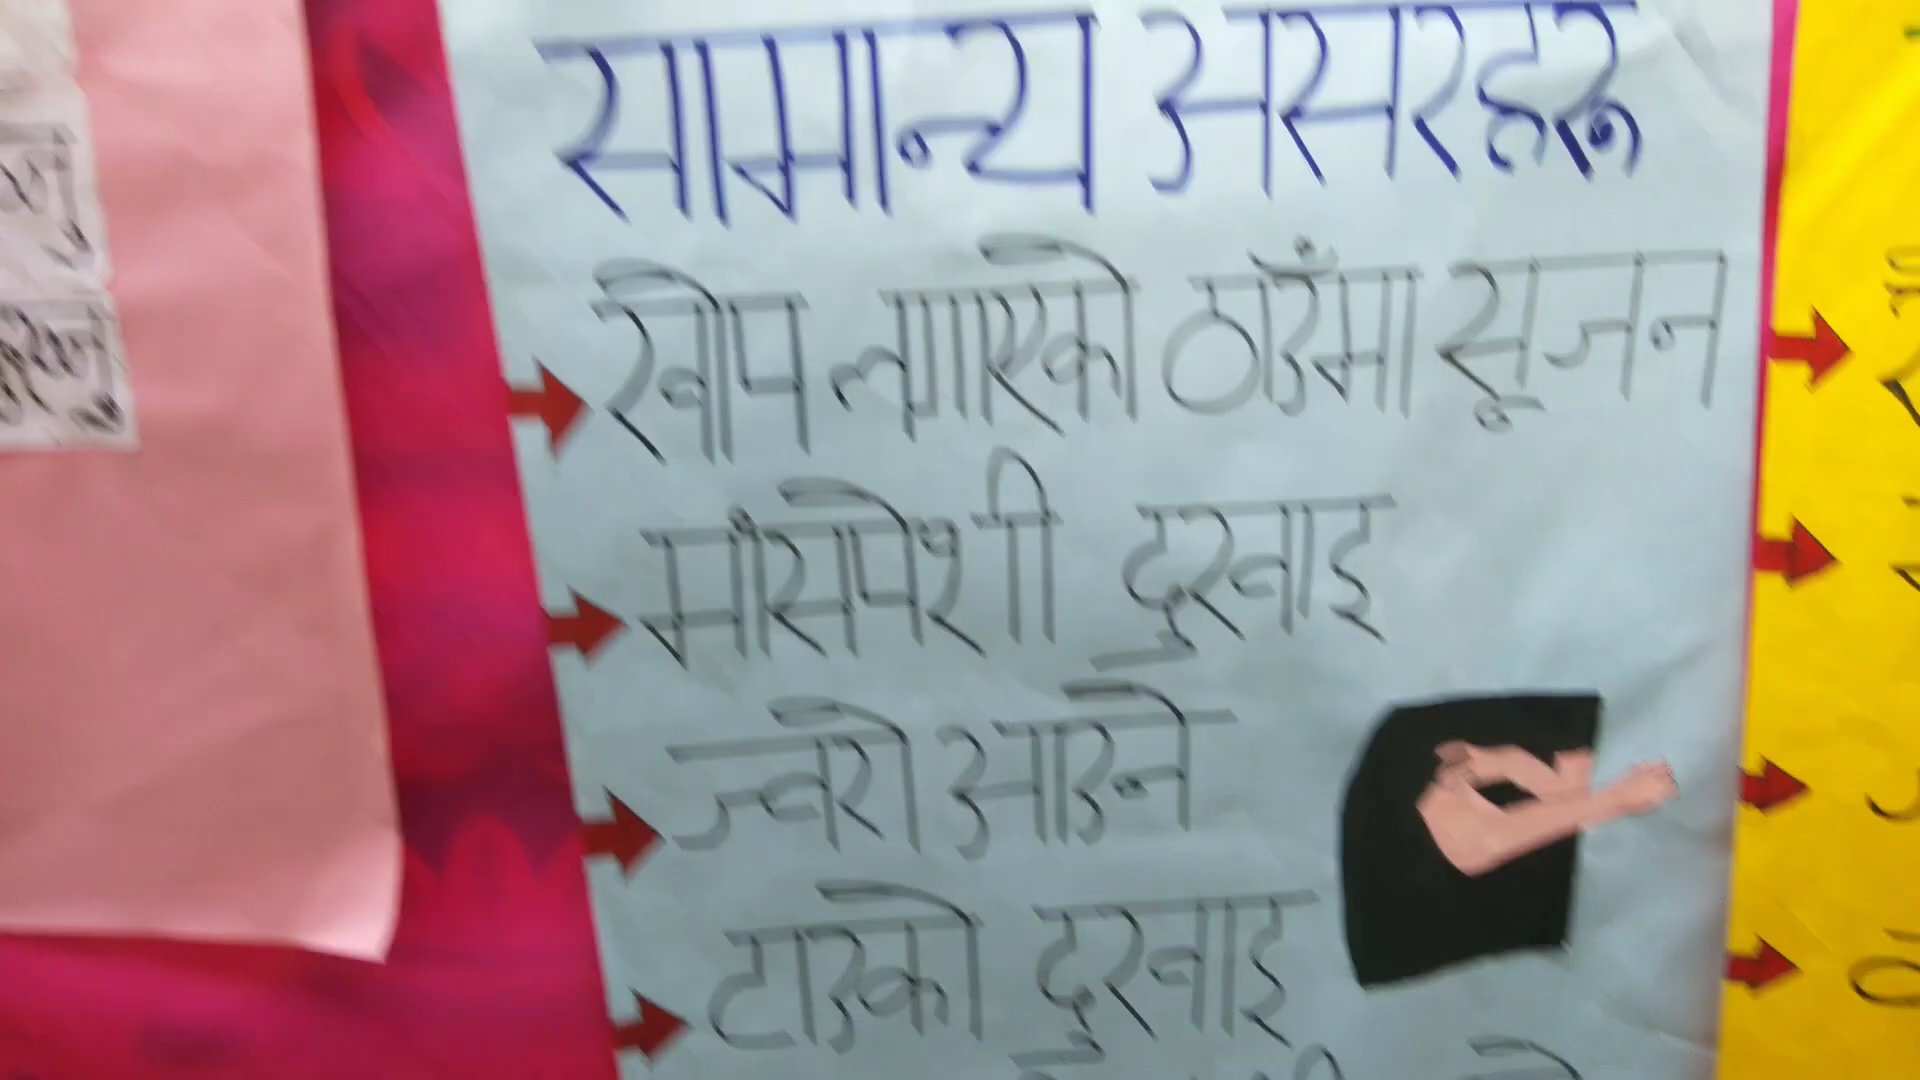 सामान्य असरहरू
खोप लगाएको ठाउँमा सूजन
मांसपेशी दुखाइ
ज्वरो आउने
टाउको दुखाइ